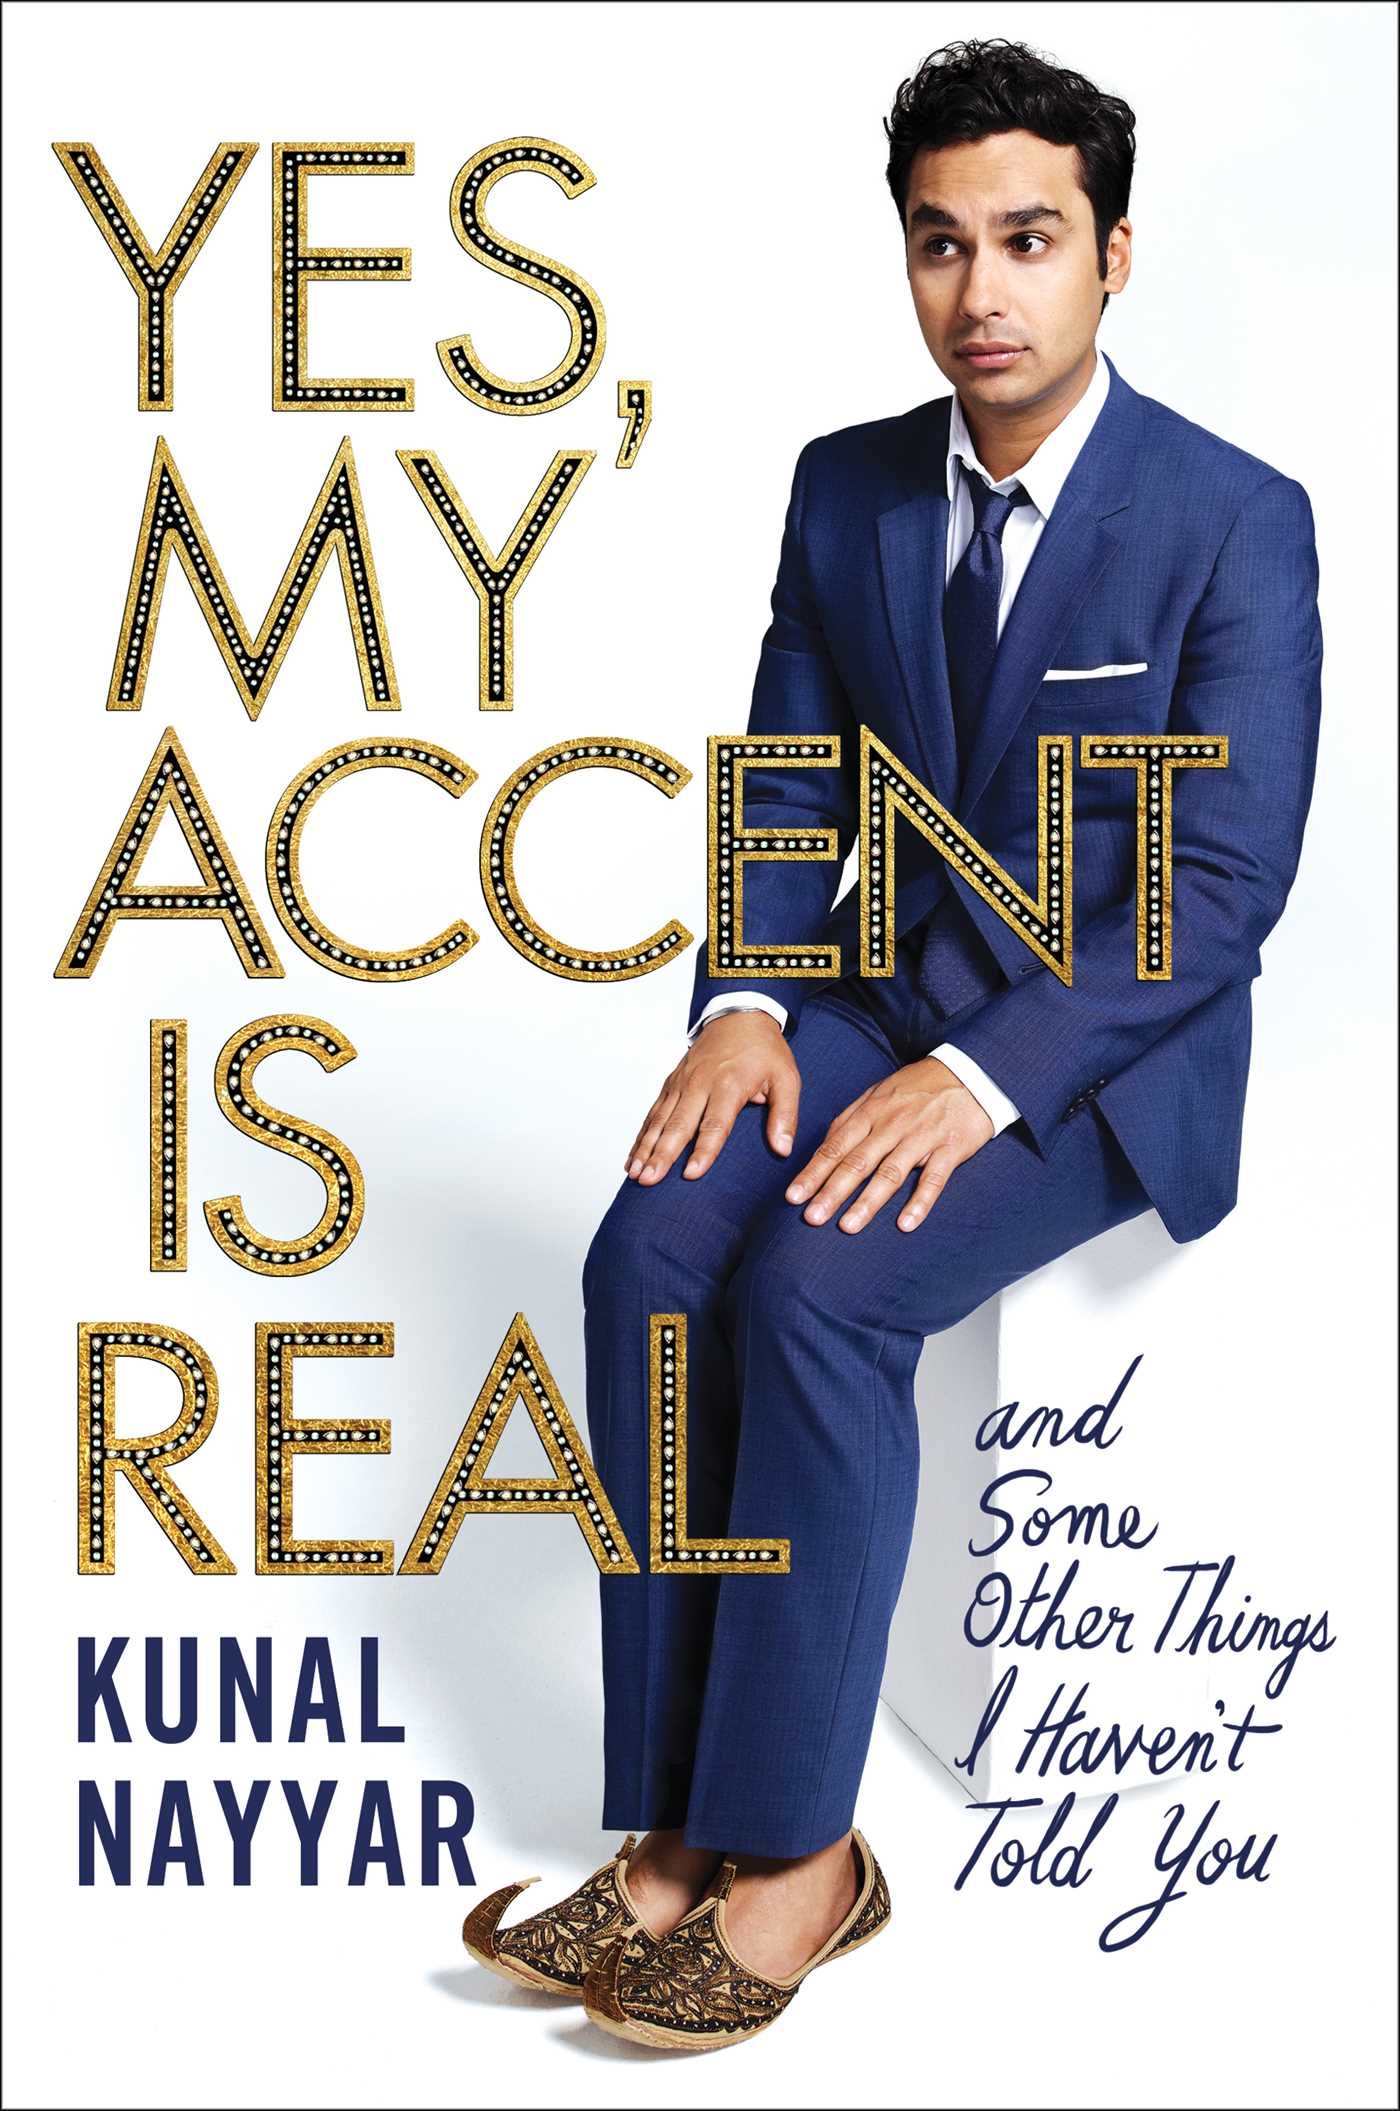 YES,
MY
ACCENT
IS
REAL
and
Some
Other Things
I Haven't
Told You
KUNAL
NAYYAR